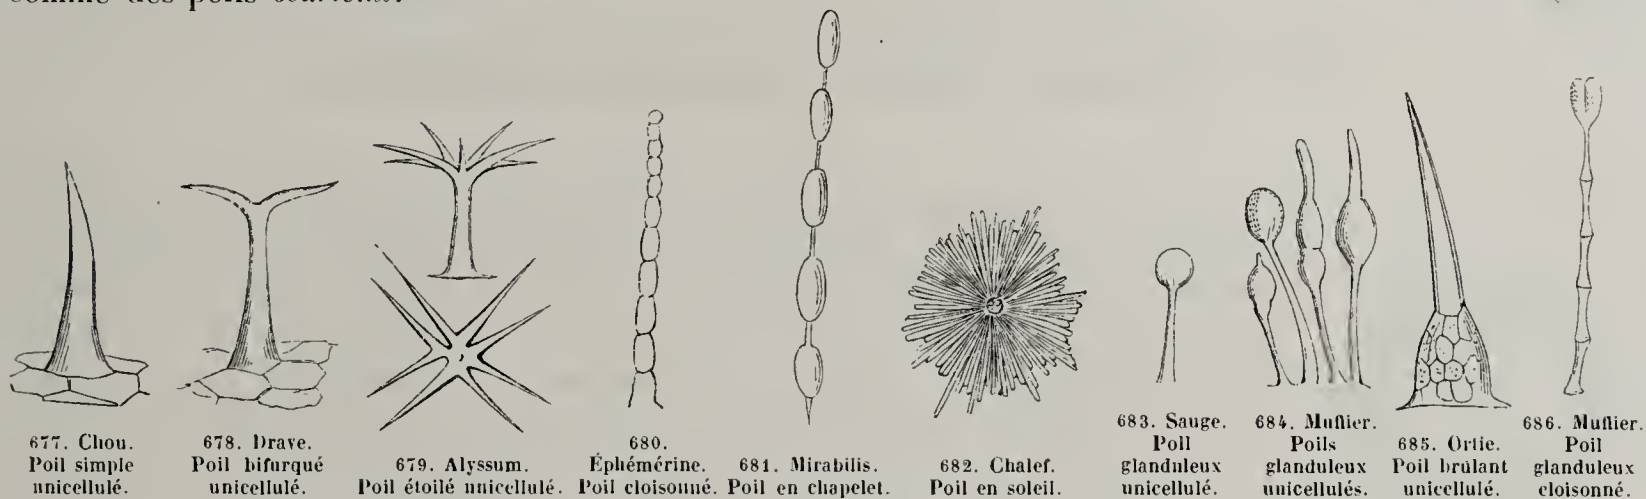 677. Chou.
Poil simple
unicellulé.
678. Drave.
Poil bifurqué
unicellulé.
679. Alyssum.
Poil étoilé unicellulé.
680.
Éphémérine.
Poil cloisonné.
681. Mirabilis.
Poil en chapelet.
682. Chalef.
Poil en soleil.
683. Sauge.
Poil
glanduleux
unicellulé.
684. Muflier.
Poils
glanduleux
unicellulés.
685. Ortie.
Poil brûlant
unicellulé.
686. Muflier.
Poil
glanduleux
cloisonné.